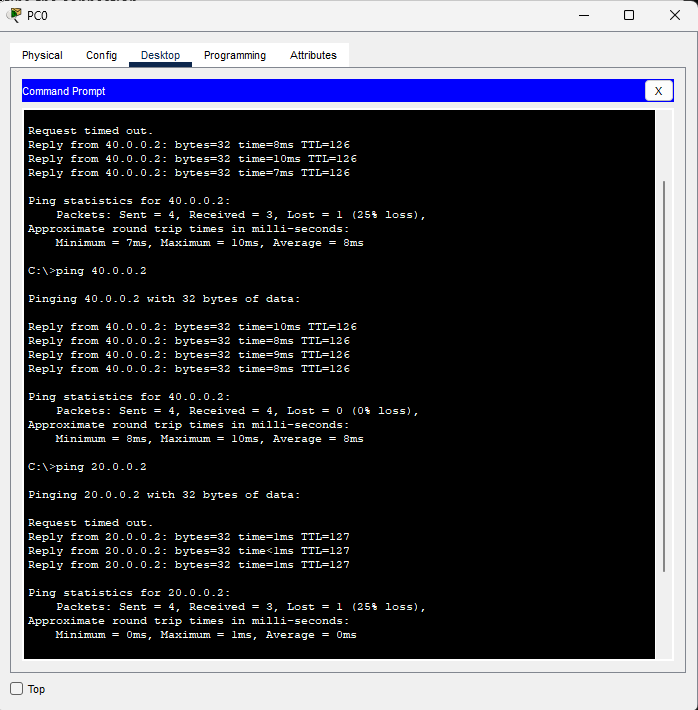 PC0
Physical Config Desktop Programming Attributes
Command Prompt
X
Request timed out.
Reply from 40.0.0.2: bytes=32 time=8ms TTL=126
Reply from 40.0.0.2: bytes=32 time=10ms TTL=126
Reply from 40.0.0.2: bytes=32 time=7ms TTL=126
Ping statistics for 40.0.0.2:
Packets: Sent = 4, Received = 3, Lost = 1 (25% loss),
Approximate round trip times in milli-seconds:
Minimum = 7ms, Maximum = 10ms, Average = 8ms
C:\>ping 40.0.0.2
Pinging 40.0.0.2 with 32 bytes of data:
Reply from 40.0.0.2: bytes=32 time=10ms TTL=126
Reply from 40.0.0.2: bytes=32 time=8ms TTL=126
Reply from 40.0.0.2: bytes=32 time=9ms TTL=126
Reply from 40.0.0.2: bytes=32 time=8ms TTL=126
Ping statistics for 40.0.0.2:
Packets: Sent = 4, Received = 4, Lost = 0 (0% loss),
Approximate round trip times in milli-seconds:
Minimum = 8ms, Maximum = 10ms, Average = 8ms
C:\>ping 20.0.0.2
Pinging 20.0.0.2 with 32 bytes of data:
Request timed out.
Reply from 20.0.0.2: bytes=32 time=1ms TTL=127
Reply from 20.0.0.2: bytes=32 time<1ms TTL=127
Reply from 20.0.0.2: bytes=32 time=1ms TTL=127
Ping statistics for 20.0.0.2:
Packets: Sent = 4, Received = 3, Lost = 1 (25% loss),
Approximate round trip times in milli-seconds:
Minimum = 0ms, Maximum = 1ms, Average = 0ms
Top